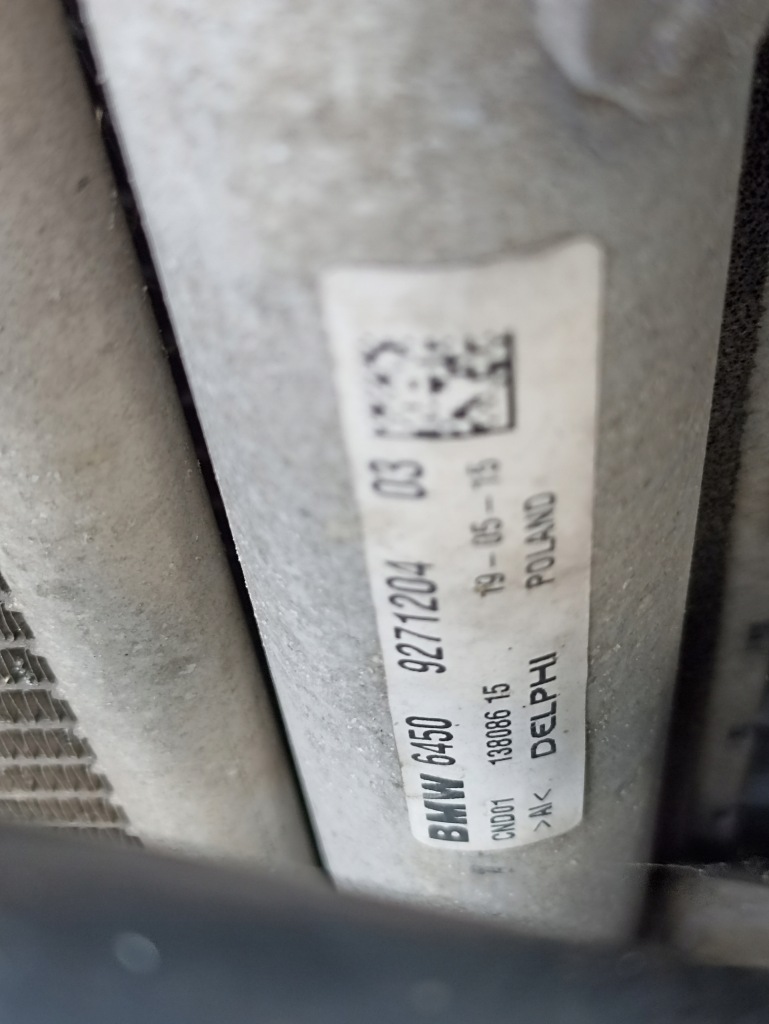 BMW 6450 9271204 03
CND01 138086 15 19-05-15
>Al< DELPHI POLAND